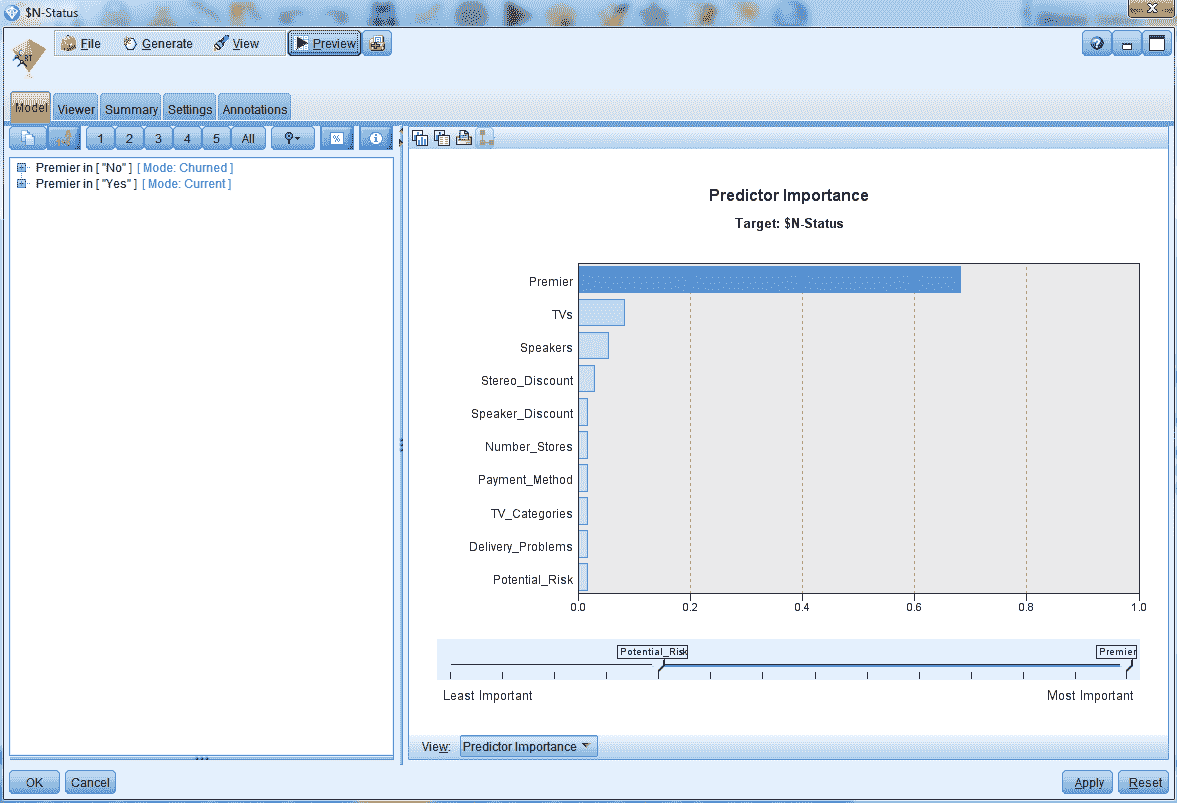 $N-Status
File Generate View Preview
Model Viewer Summary Settings Annotations
1 2 3 4 5 All %
Premier in [ "No" ] [ Mode: Churned ]
Premier in [ "Yes" ] [ Mode: Current ]
Predictor Importance
Target: $N-Status
Premier
TVs
Speakers
Stereo_Discount
Speaker_Discount
Number_Stores
Payment_Method
TV_Categories
Delivery_Problems
Potential_Risk
0.0 0.2 0.4 0.6 0.8 1.0
Potential_Risk Premier
Least Important Most Important
View: Predictor Importance
OK Cancel Apply Reset